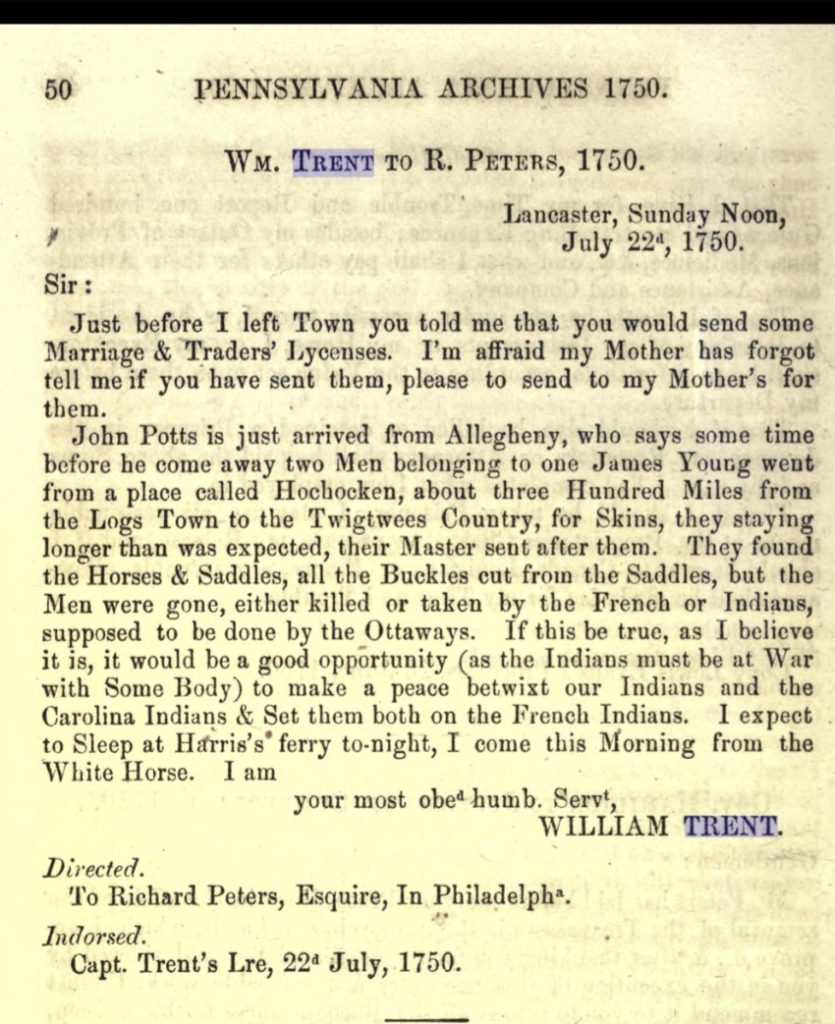 50 PENNSYLVANIA ARCHIVES 1750.
WM. TRENT TO R. PETERS, 1750.
Lancaster, Sunday Noon,
July 22ᵈ, 1750.
Sir :
Just before I left Town you told me that you would send some
Marriage & Traders' Lycenses. I'm affraid my Mother has forgot
tell me if you have sent them, please to send to my Mother's for
them.
John Potts is just arrived from Allegheny, who says some time
before he come away two Men belonging to one James Young went
from a place called Hochocken, about three Hundred Miles from
the Logs Town to the Twigtwees Country, for Skins, they staying
longer than was expected, their Master sent after them. They found
the Horses & Saddles, all the Buckles cut from the Saddles, but the
Men were gone, either killed or taken by the French or Indians,
supposed to be done by the Ottaways. If this be true, as I believe
it is, it would be a good opportunity (as the Indians must be at War
with Some Body) to make a peace betwixt our Indians and the
Carolina Indians & Set them both on the French Indians. I expect
to Sleep at Harris's ferry to-night, I come this Morning from the
White Horse. I am
your most obeᵈ humb. Servᵗ,
WILLIAM TRENT.
Directed.
To Richard Peters, Esquire, In Philadelphᵃ.
Indorsed.
Capt. Trent's Lre, 22ᵈ July, 1750.